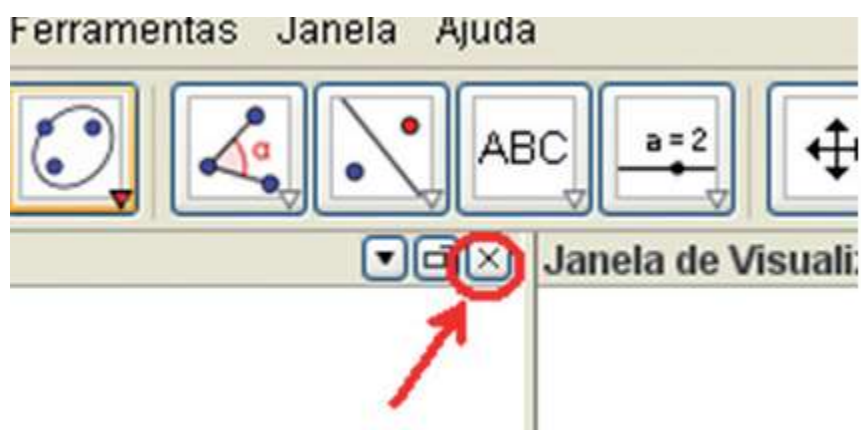 Ferramentas Janela Ajuda
α
ABC
a = 2
Janela de Visuali